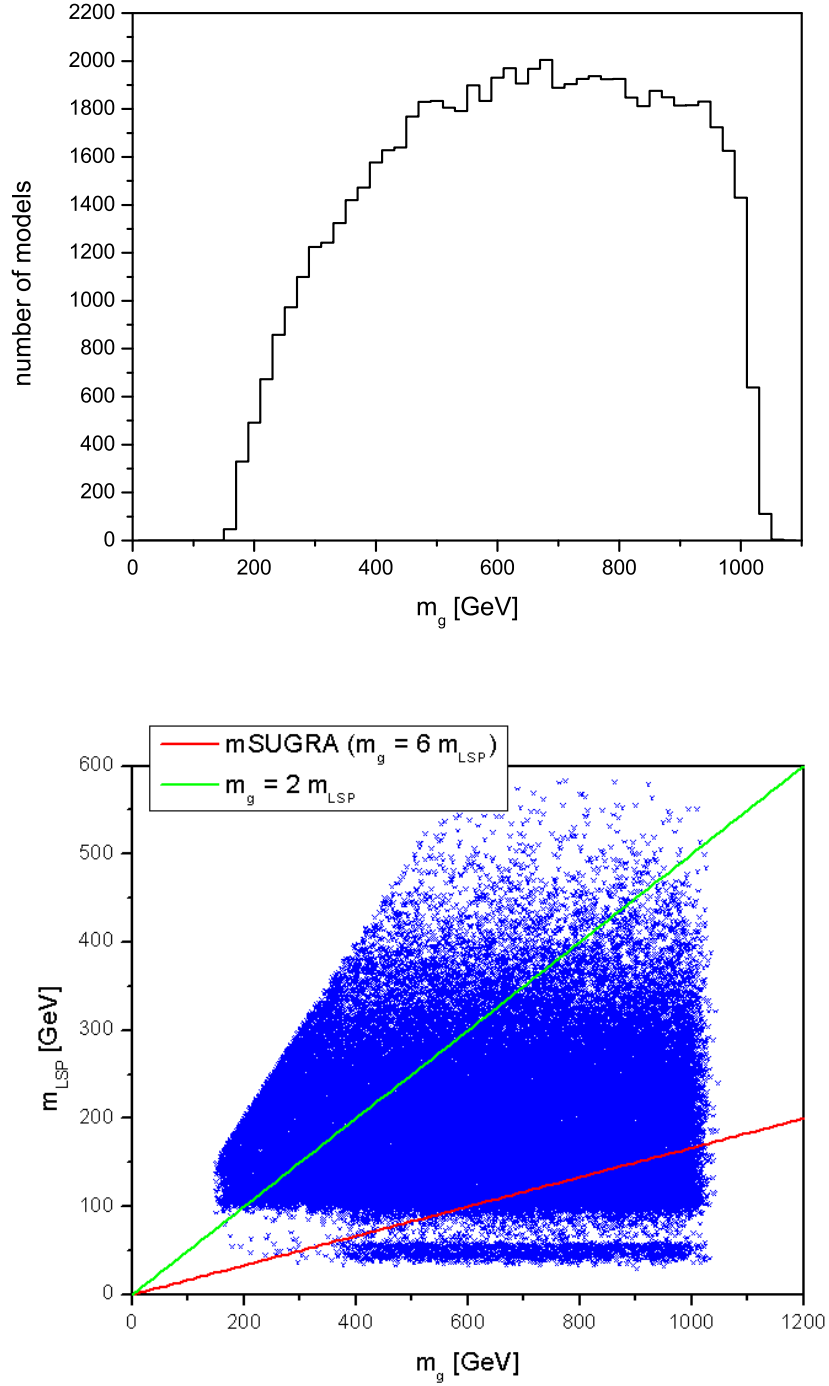 2200
2000
1800
1600
1400
1200
1000
800
600
400
200
0
number of models
0 200 400 600 800 1000
m_g [GeV]
mSUGRA (m_g = 6 m_LSP)
m_g = 2 m_LSP
600
500
400
300
200
100
0
m_LSP [GeV]
0 200 400 600 800 1000 1200
m_g [GeV]